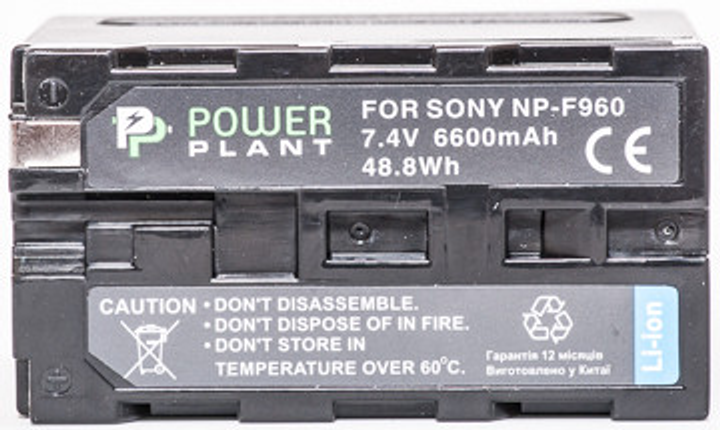 POWER
PLANT
FOR SONY NP-F960
7.4V 6600mAh
48.8Wh
CE
CAUTION • DON'T DISASSEMBLE.
• DON'T DISPOSE OF IN FIRE.
• DON'T STORE IN
TEMPERATURE OVER 60°C.
Гарантія 12 місяців
Виготовлено у Китаї
Li-ion